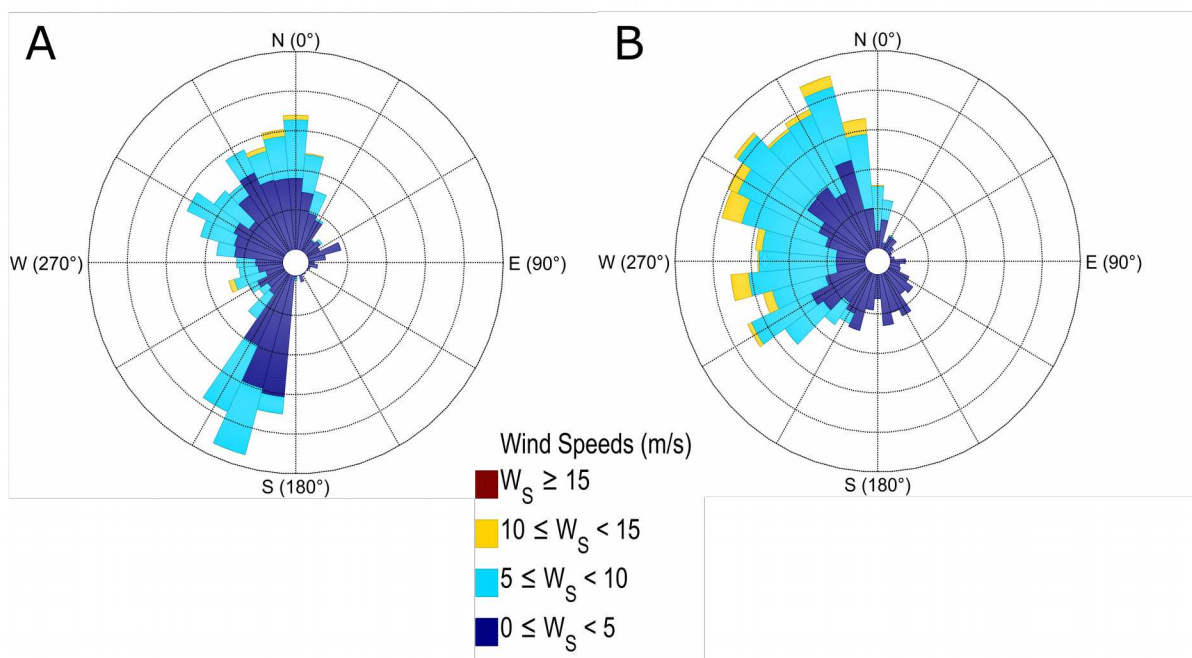 A
N (0°)
W (270°)
E (90°)
S (180°)
B
N (0°)
W (270°)
E (90°)
S (180°)
Wind Speeds (m/s)
W_S ≥ 15
10 ≤ W_S < 15
5 ≤ W_S < 10
0 ≤ W_S < 5